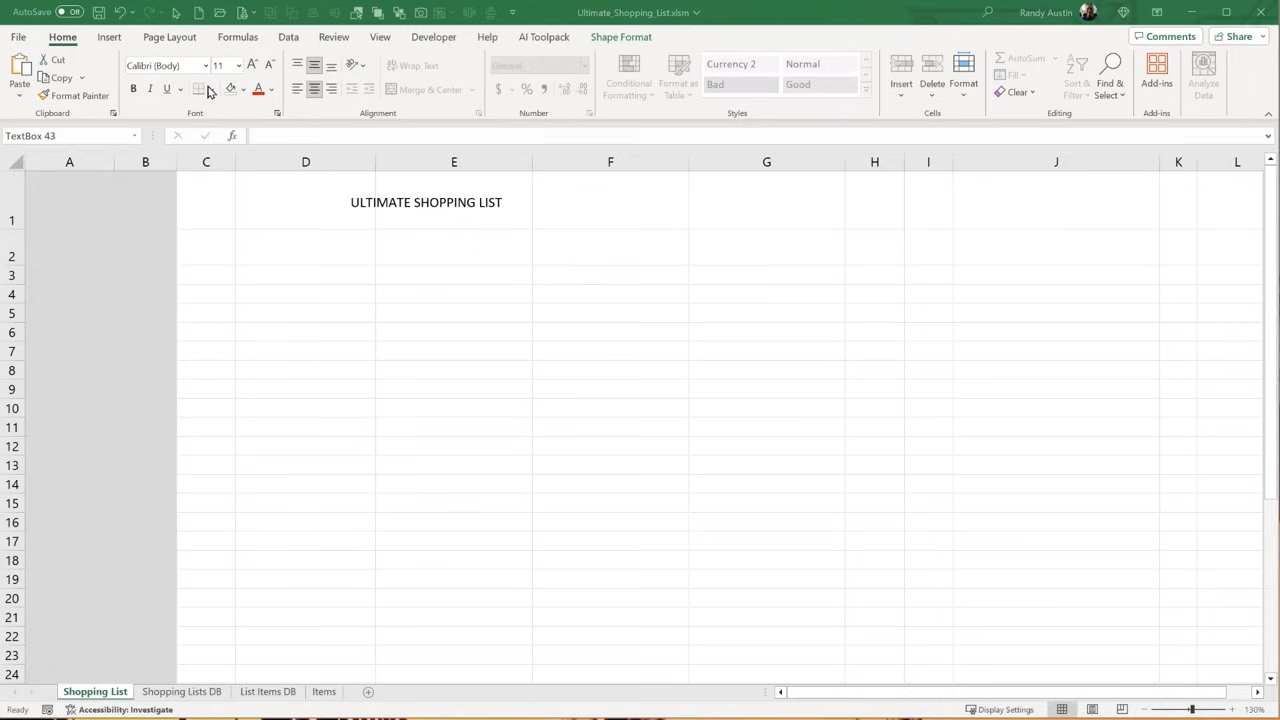 AutoSave Off Ultimate_Shopping_List.xlsm Randy Austin
File Home Insert Page Layout Formulas Data Review View Developer Help AI Toolpack Shape Format Comments Share
Paste Cut Copy Format Painter Clipboard
Calibri (Body) 11 A A B I U A Font
Wrap Text Merge & Center Alignment
General $ % Number
Conditional Formatting Format as Table Currency 2 Normal Bad Good Styles
Insert Delete Format Cells
AutoSum Fill Clear Sort & Filter Find & Select Editing
Add-ins Add-ins
Analyze Data
TextBox 43 fx
A B C D E F G H I J K L
ULTIMATE SHOPPING LIST
1
2
3
4
5
6
7
8
9
10
11
12
13
14
15
16
17
18
19
20
21
22
23
24
Shopping List Shopping Lists DB List Items DB Items
Ready Accessibility: Investigate Display Settings 130%